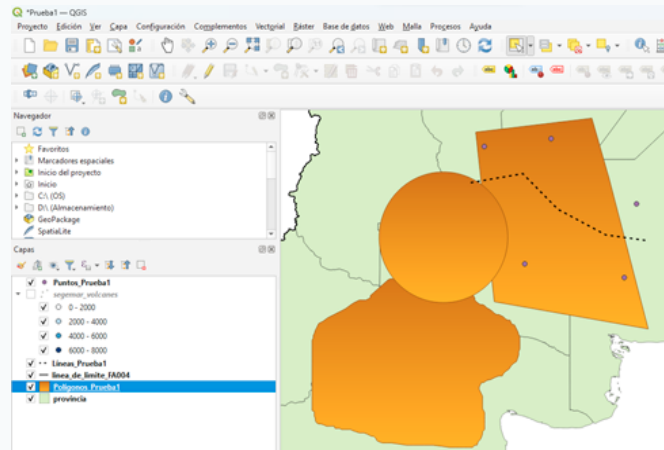 *Prueba1 — QGIS
Proyecto Edición Ver Capa Configuración Complementos Vectorial Ráster Base de datos Web Malla Procesos Ayuda
Navegador
Favoritos
Marcadores espaciales
Inicio del proyecto
Inicio
C:\ (OS)
D:\ (Almacenamiento)
GeoPackage
SpatiaLite
Capas
Puntos_Prueba1
segemar_volcanes
0 - 2000
2000 - 4000
4000 - 6000
6000 - 8000
Líneas_Prueba1
linea_de_limite_FA004
Polígonos_Prueba1
provincia